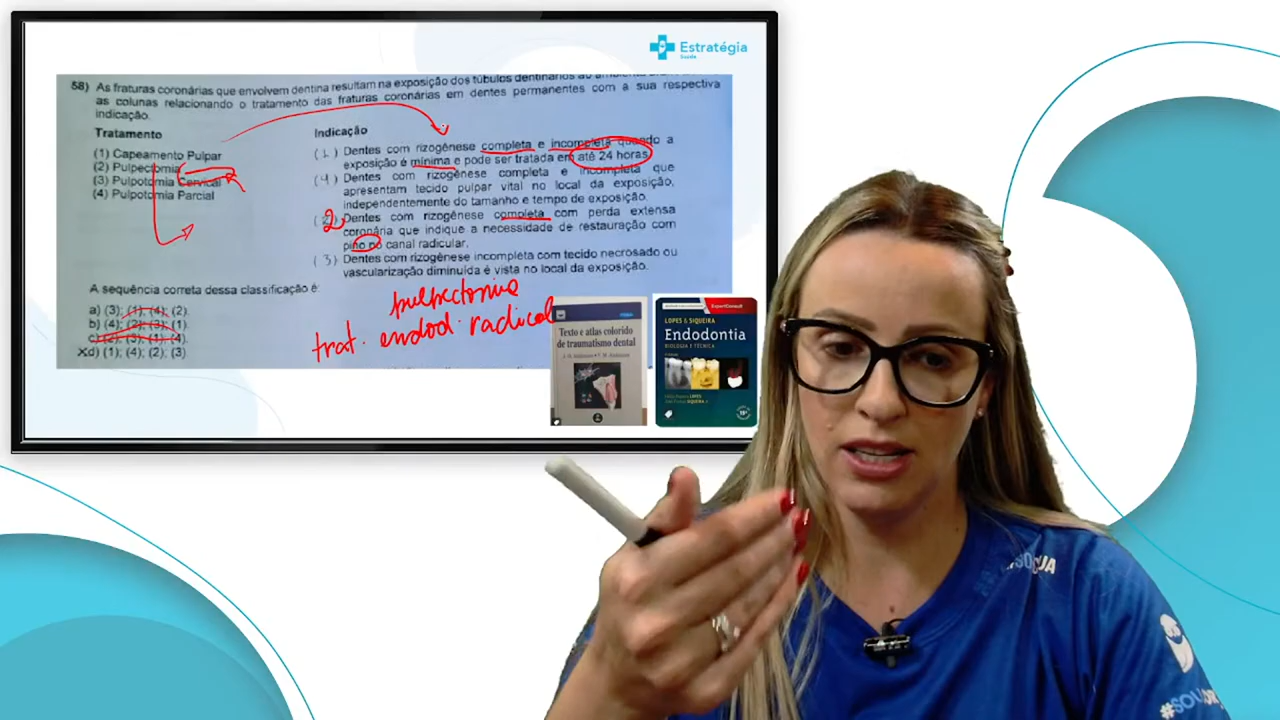 Estratégia
Saúde
58) As fraturas coronárias que envolvem dentina resultam na exposição dos túbulos dentinários ao
as colunas relacionando o tratamento das fraturas coronárias em dentes permanentes com a sua respectiva
indicação.
Tratamento
(1) Capeamento Pulpar
(2) Pulpectomia
(3) Pulpotomia Cervical
(4) Pulpotomia Parcial
Indicação
(1) Dentes com rizogênese completa e incompleta quando a
exposição é mínima e pode ser tratada em até 24 horas.
(4) Dentes com rizogênese completa e incompleta que
apresentam tecido pulpar vital no local da exposição,
independentemente do tamanho e tempo de exposição.
(2) Dentes com rizogênese completa com perda extensa
coronária que indique a necessidade de restauração com
pino no canal radicular.
(3) Dentes com rizogênese incompleta com tecido necrosado ou
vascularização diminuída é vista no local da exposição.
A sequência correta dessa classificação é:
a) (3); (1); (4); (2).
b) (4); (2); (3); (1).
c) (2); (3); (1); (4).
Xd) (1); (4); (2); (3)
pulpectomia
trat. endod. radical
Texto e atlas colorido
de traumatismo dental
ExpertConsult
LOPES & SIQUEIRA
Endodontia
BIOLOGIA E TÉCNICA